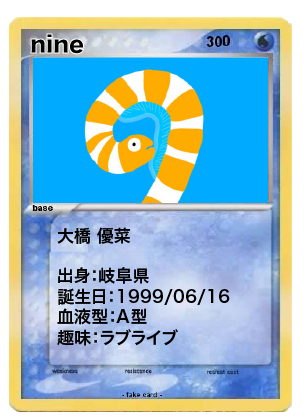 nine
300
base
大橋 優菜
出身:岐阜県
誕生日:1999/06/16
血液型:A型
趣味:ラブライブ
weakness resistance retreat cost
- fake card -